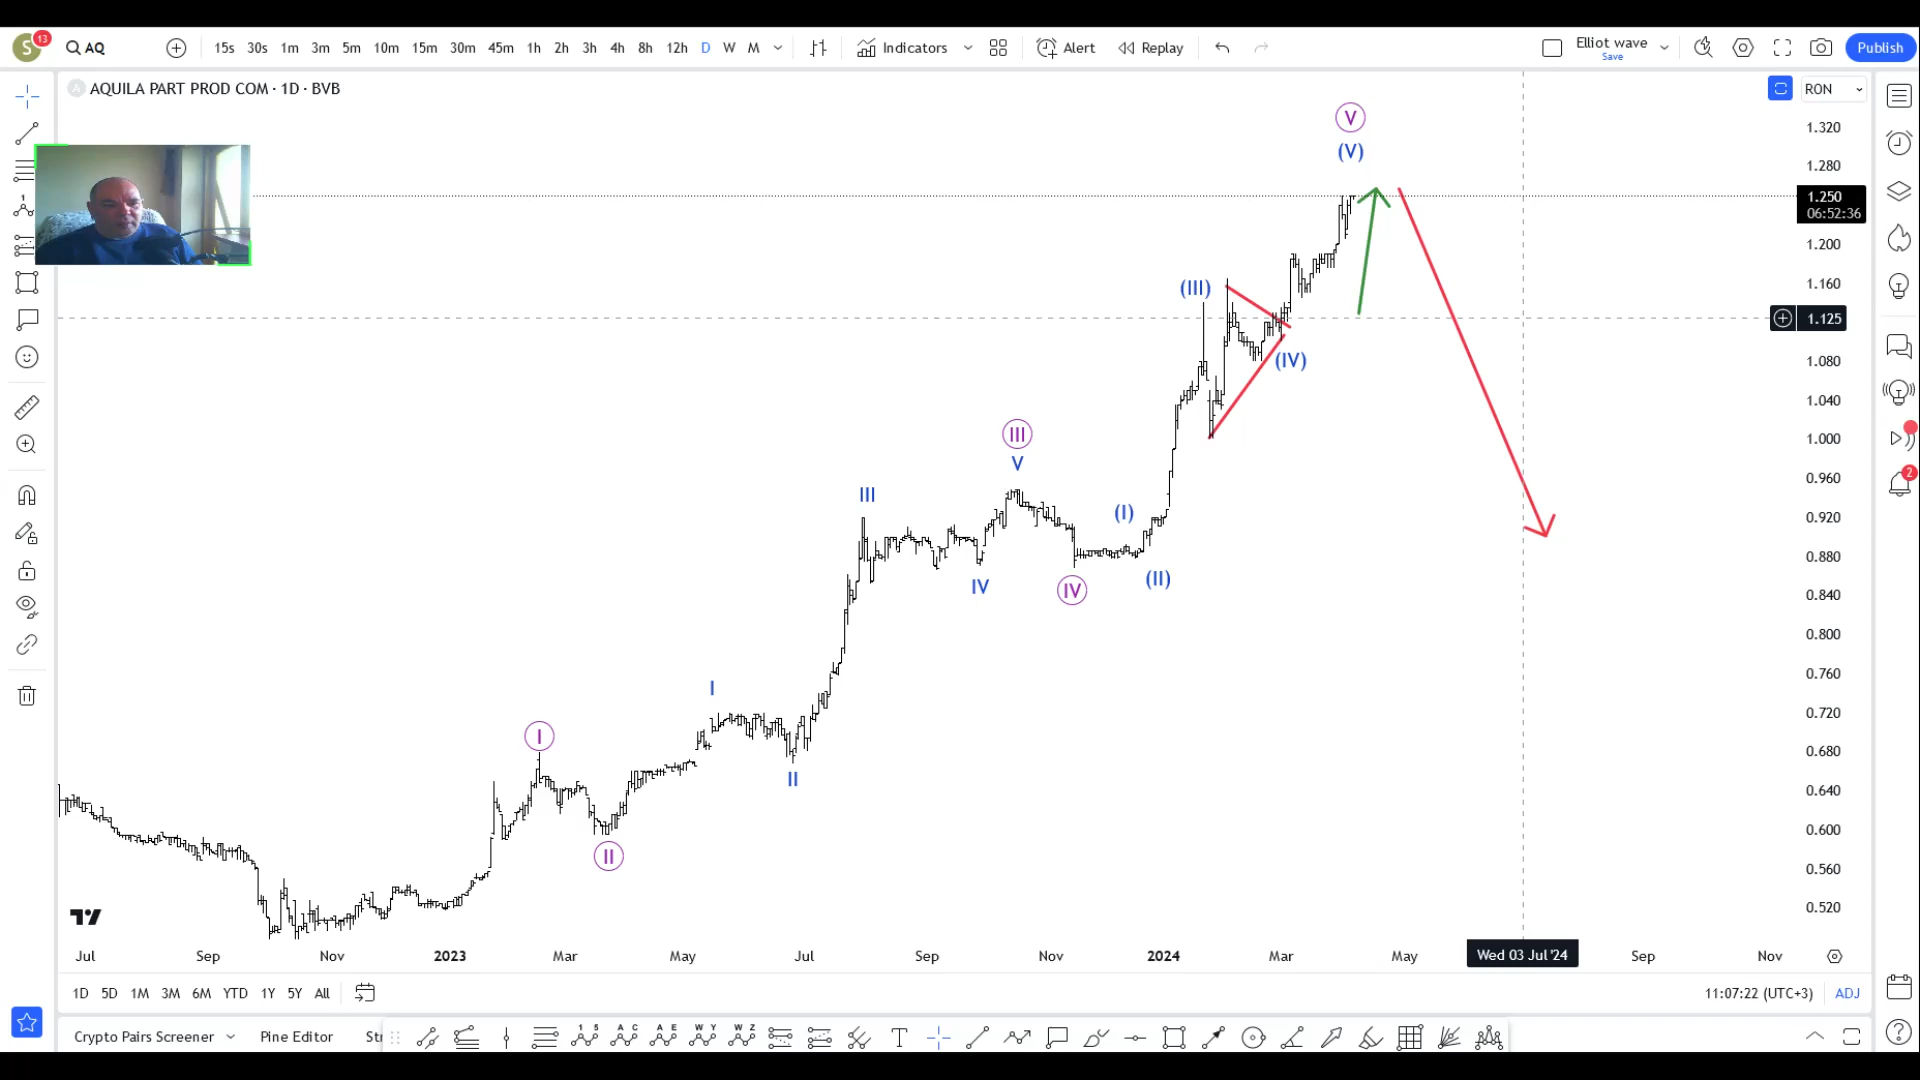 S 13 AQ 15s 30s 1m 3m 5m 10m 15m 30m 45m 1h 2h 3h 4h 8h 12h D W M Indicators Alert Replay Elliot wave Save Publish
AQUILA PART PROD COM · 1D · BVB RON
V
(V)
1.320
1.280
1.250
06:52:36
1.200
1.160
(III)
1.125
(IV)
1.080
1.040
1.000
III
V
0.960
III
(I)
0.920
0.880
IV
IV
(II)
0.840
0.800
0.760
0.720
I
0.680
I
II
0.640
0.600
II
0.560
0.520
2
Jul Sep Nov 2023 Mar May Jul Sep Nov 2024 Mar May Wed 03 Jul '24 Sep Nov
1D 5D 1M 3M 6M YTD 1Y 5Y All 11:07:22 (UTC+3) ADJ
Crypto Pairs Screener Pine Editor St